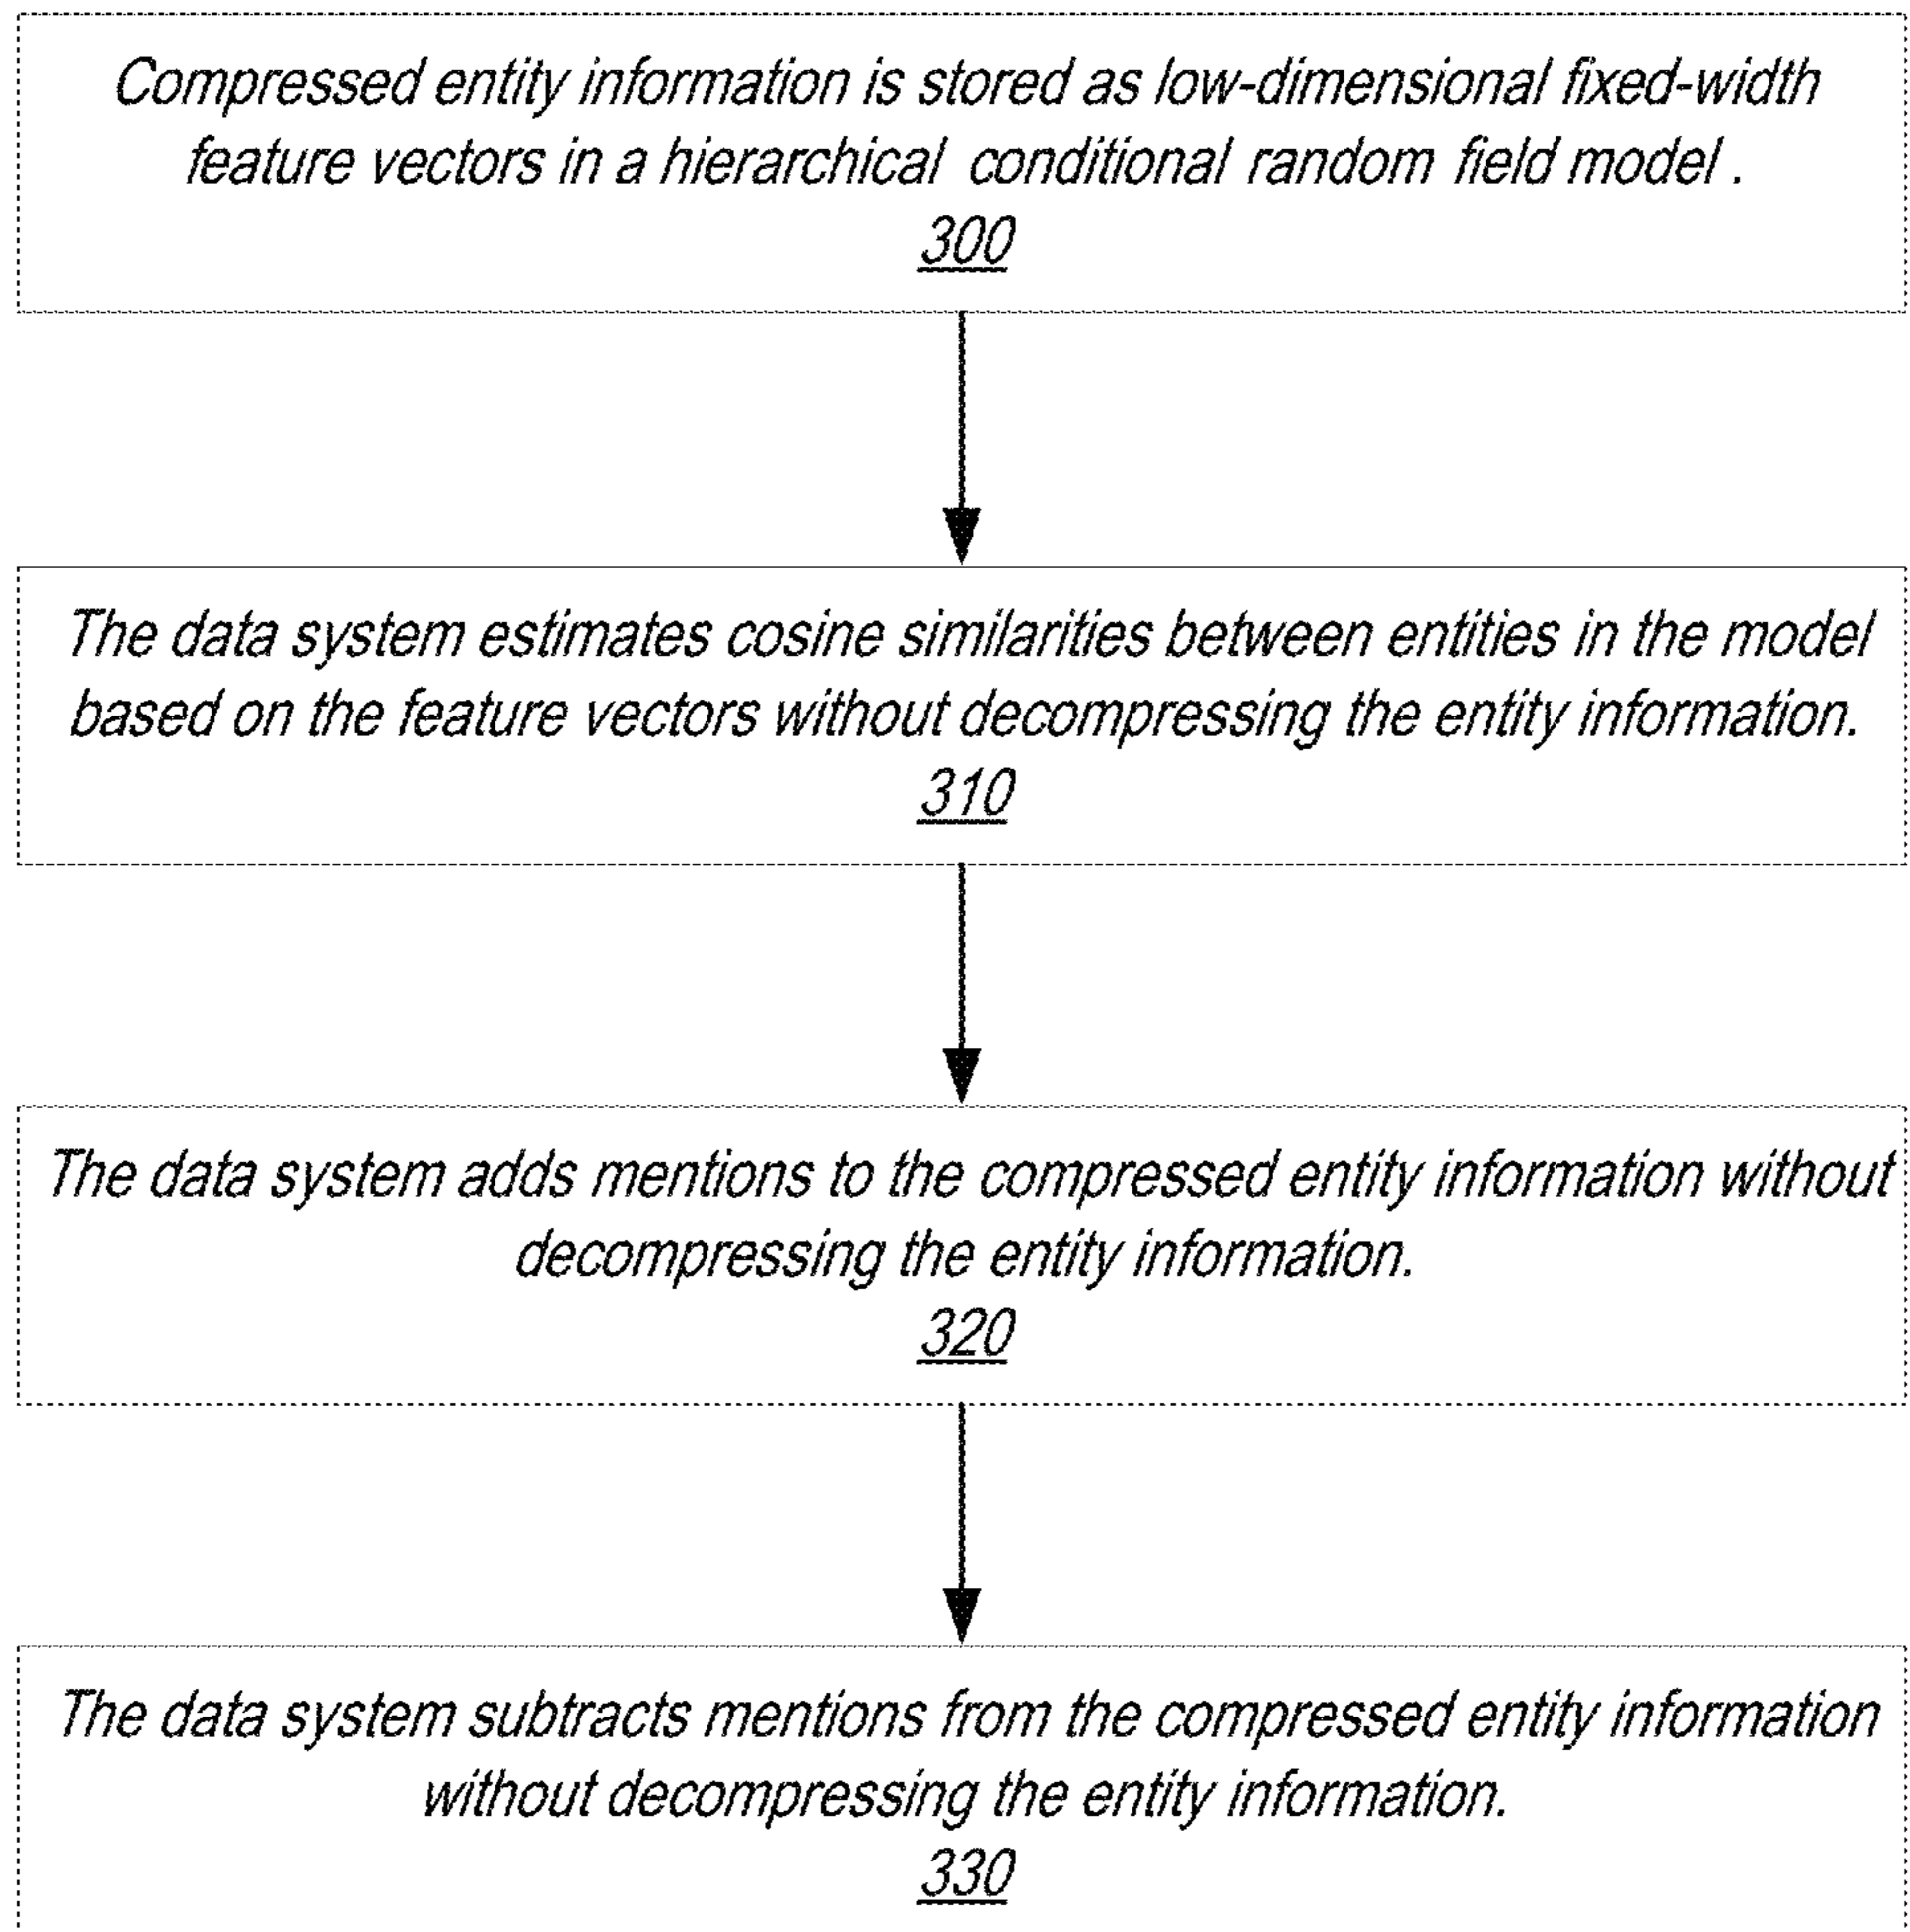 Compressed entity information is stored as low-dimensional fixed-width
feature vectors in a hierarchical conditional random field model .
300
The data system estimates cosine similarities between entities in the model
based on the feature vectors without decompressing the entity information.
310
The data system adds mentions to the compressed entity information without
decompressing the entity information.
320
The data system subtracts mentions from the compressed entity information
without decompressing the entity information.
330